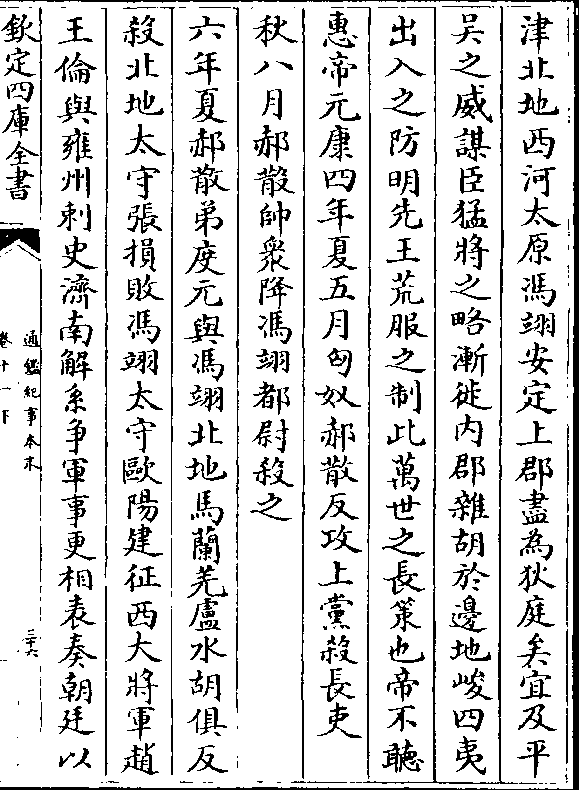 津北地西河太原馮翊安定上郡盡為狄庭矣宜及平
吴之威謀臣猛將之略漸徙内郡雜胡於邊地峻四夷
出入之防明先王荒服之制此萬世之長策也帝不聽
惠帝元康四年夏五月匈奴郝散反攻上黨殺長吏
秋八月郝散帥衆降馮翊都尉殺之
六年夏郝散弟度元與馮翊北地馬蘭羌盧水胡俱反
殺北地太守張損敗馮翊太守歐陽建征西大將軍趙
王倫與雍州刺史濟南解系争軍事更相表奏朝廷以
欽定四庫全書
通鑑紀事本末
卷十一下
三十六